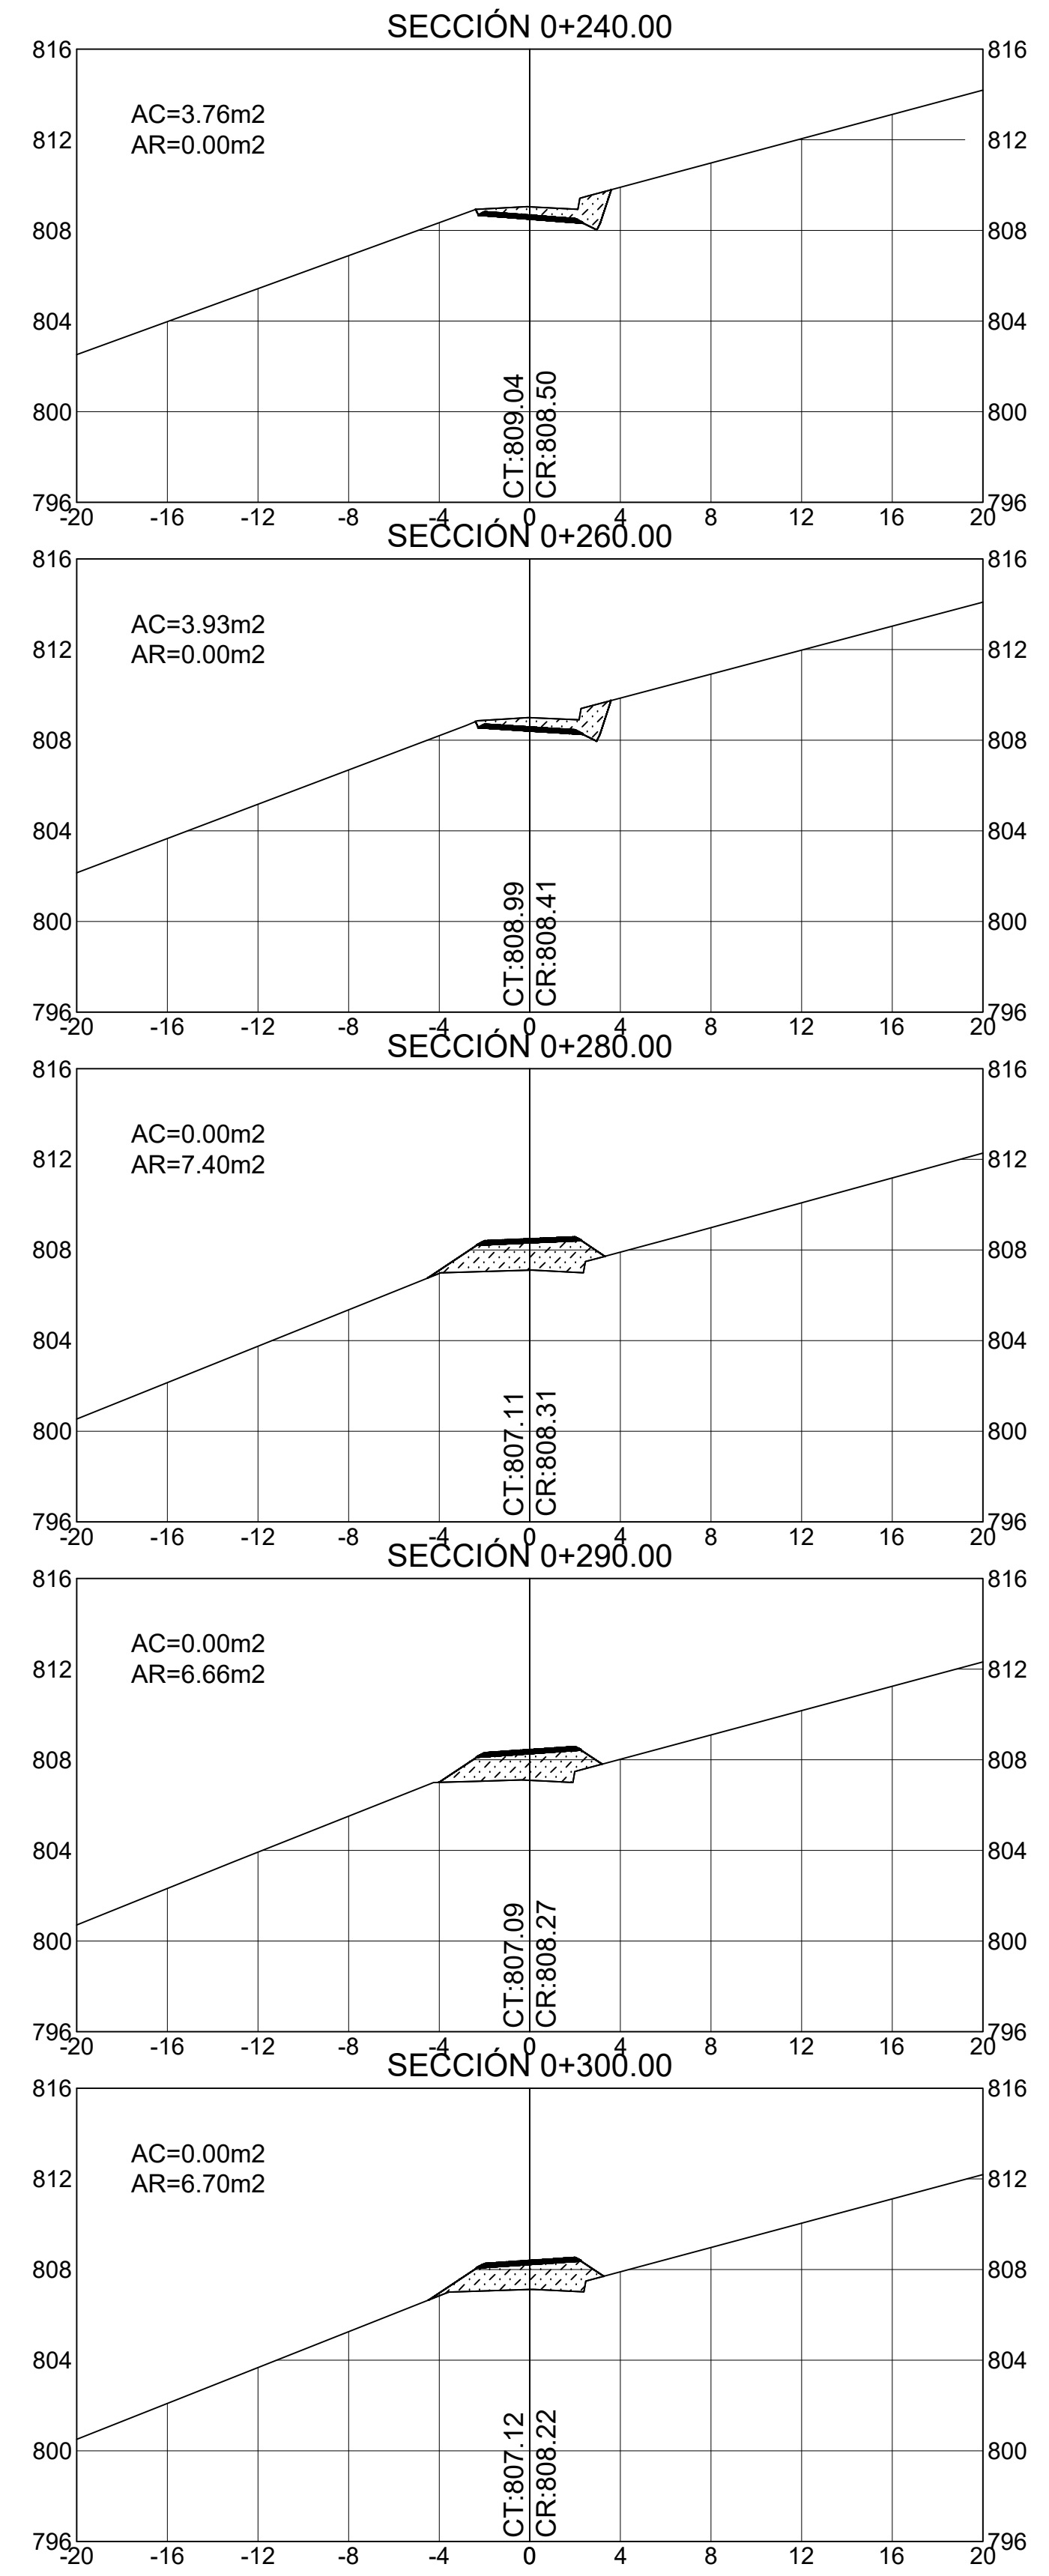 SECCIÓN 0+240.00
816 816
AC=3.76m2
AR=0.00m2
812 812
808 808
804 804
800 800
CT:809.04
CR:808.50
796 796
-20 -16 -12 -8 -4 0 4 8 12 16 20
SECCIÓN 0+260.00
816 816
AC=3.93m2
AR=0.00m2
812 812
808 808
804 804
800 800
CT:808.99
CR:808.41
796 796
-20 -16 -12 -8 -4 0 4 8 12 16 20
SECCIÓN 0+280.00
816 816
AC=0.00m2
AR=7.40m2
812 812
808 808
804 804
800 800
CT:807.11
CR:808.31
796 796
-20 -16 -12 -8 -4 0 4 8 12 16 20
SECCIÓN 0+290.00
816 816
AC=0.00m2
AR=6.66m2
812 812
808 808
804 804
800 800
CT:807.09
CR:808.27
796 796
-20 -16 -12 -8 -4 0 4 8 12 16 20
SECCIÓN 0+300.00
816 816
AC=0.00m2
AR=6.70m2
812 812
808 808
804 804
800 800
CT:807.12
CR:808.22
796 796
-20 -16 -12 -8 -4 0 4 8 12 16 20